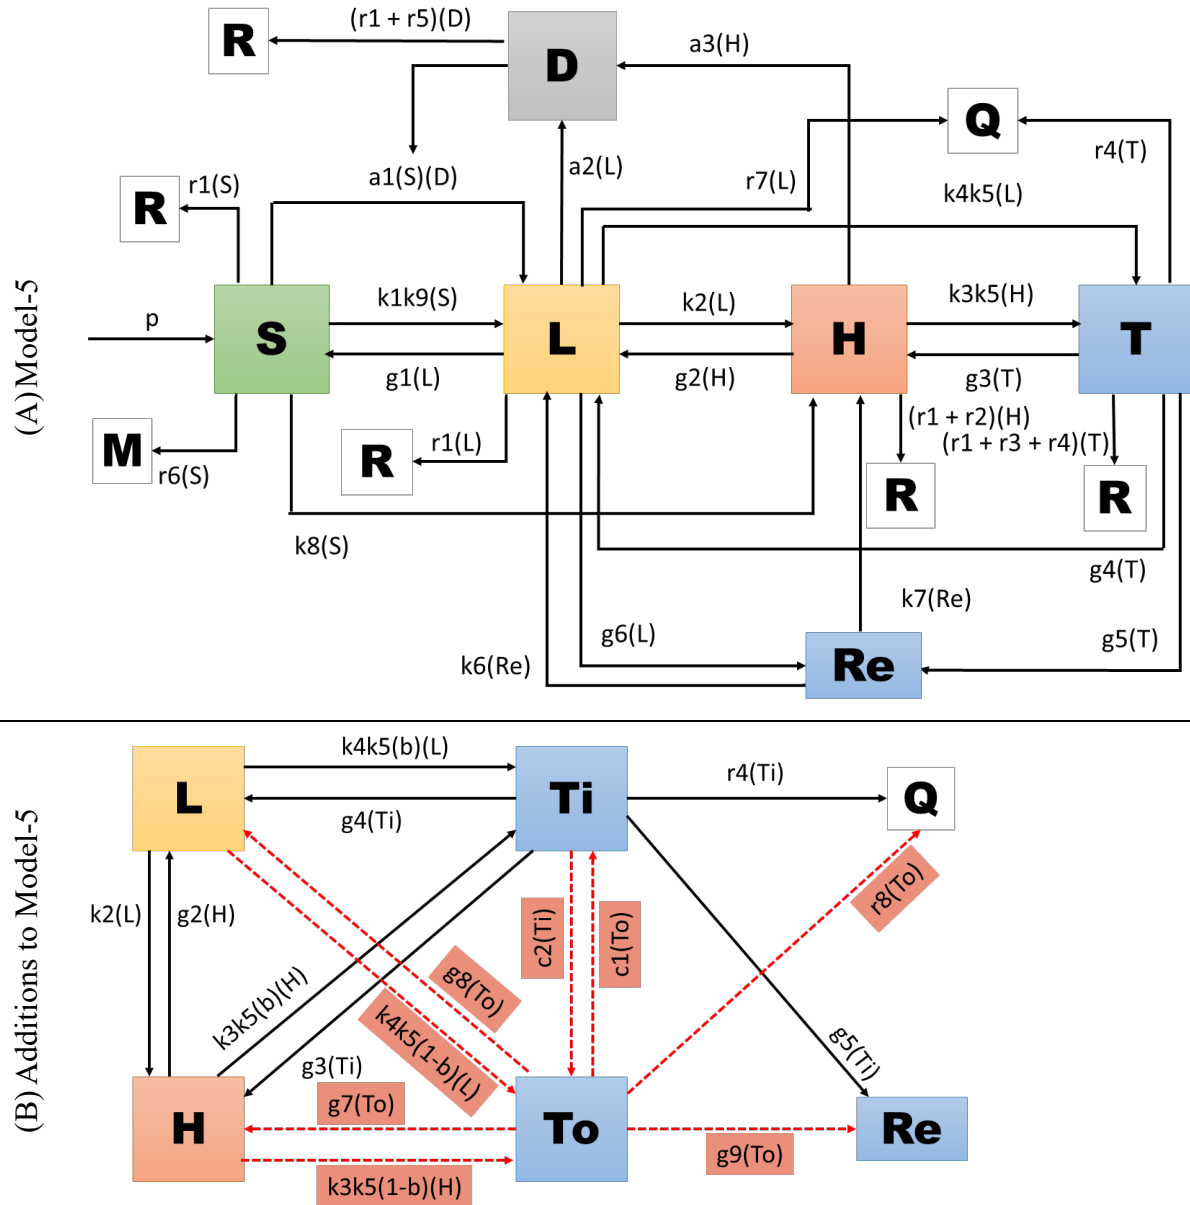 (A) Model-5
(r1 + r5)(D)
R
D
a3(H)
Q
r4(T)
r1(S)
R
a1(S)(D)
a2(L)
r7(L)
k4k5(L)
p
S
k1k9(S)
g1(L)
L
k2(L)
g2(H)
H
k3k5(H)
g3(T)
T
M
r6(S)
R
r1(L)
(r1 + r2)(H)
(r1 + r3 + r4)(T)
R
R
k8(S)
g4(T)
k7(Re)
g6(L)
g5(T)
k6(Re)
Re
(B) Additions to Model-5
L
k4k5(b)(L)
g4(Ti)
Ti
r4(Ti)
Q
k2(L)
g2(H)
k3k5(b)(H)
g8(To)
k4k5(1-b)(L)
c2(Ti)
c1(To)
r8(To)
g5(Ti)
g3(Ti)
H
g7(To)
k3k5(1-b)(H)
To
g9(To)
Re